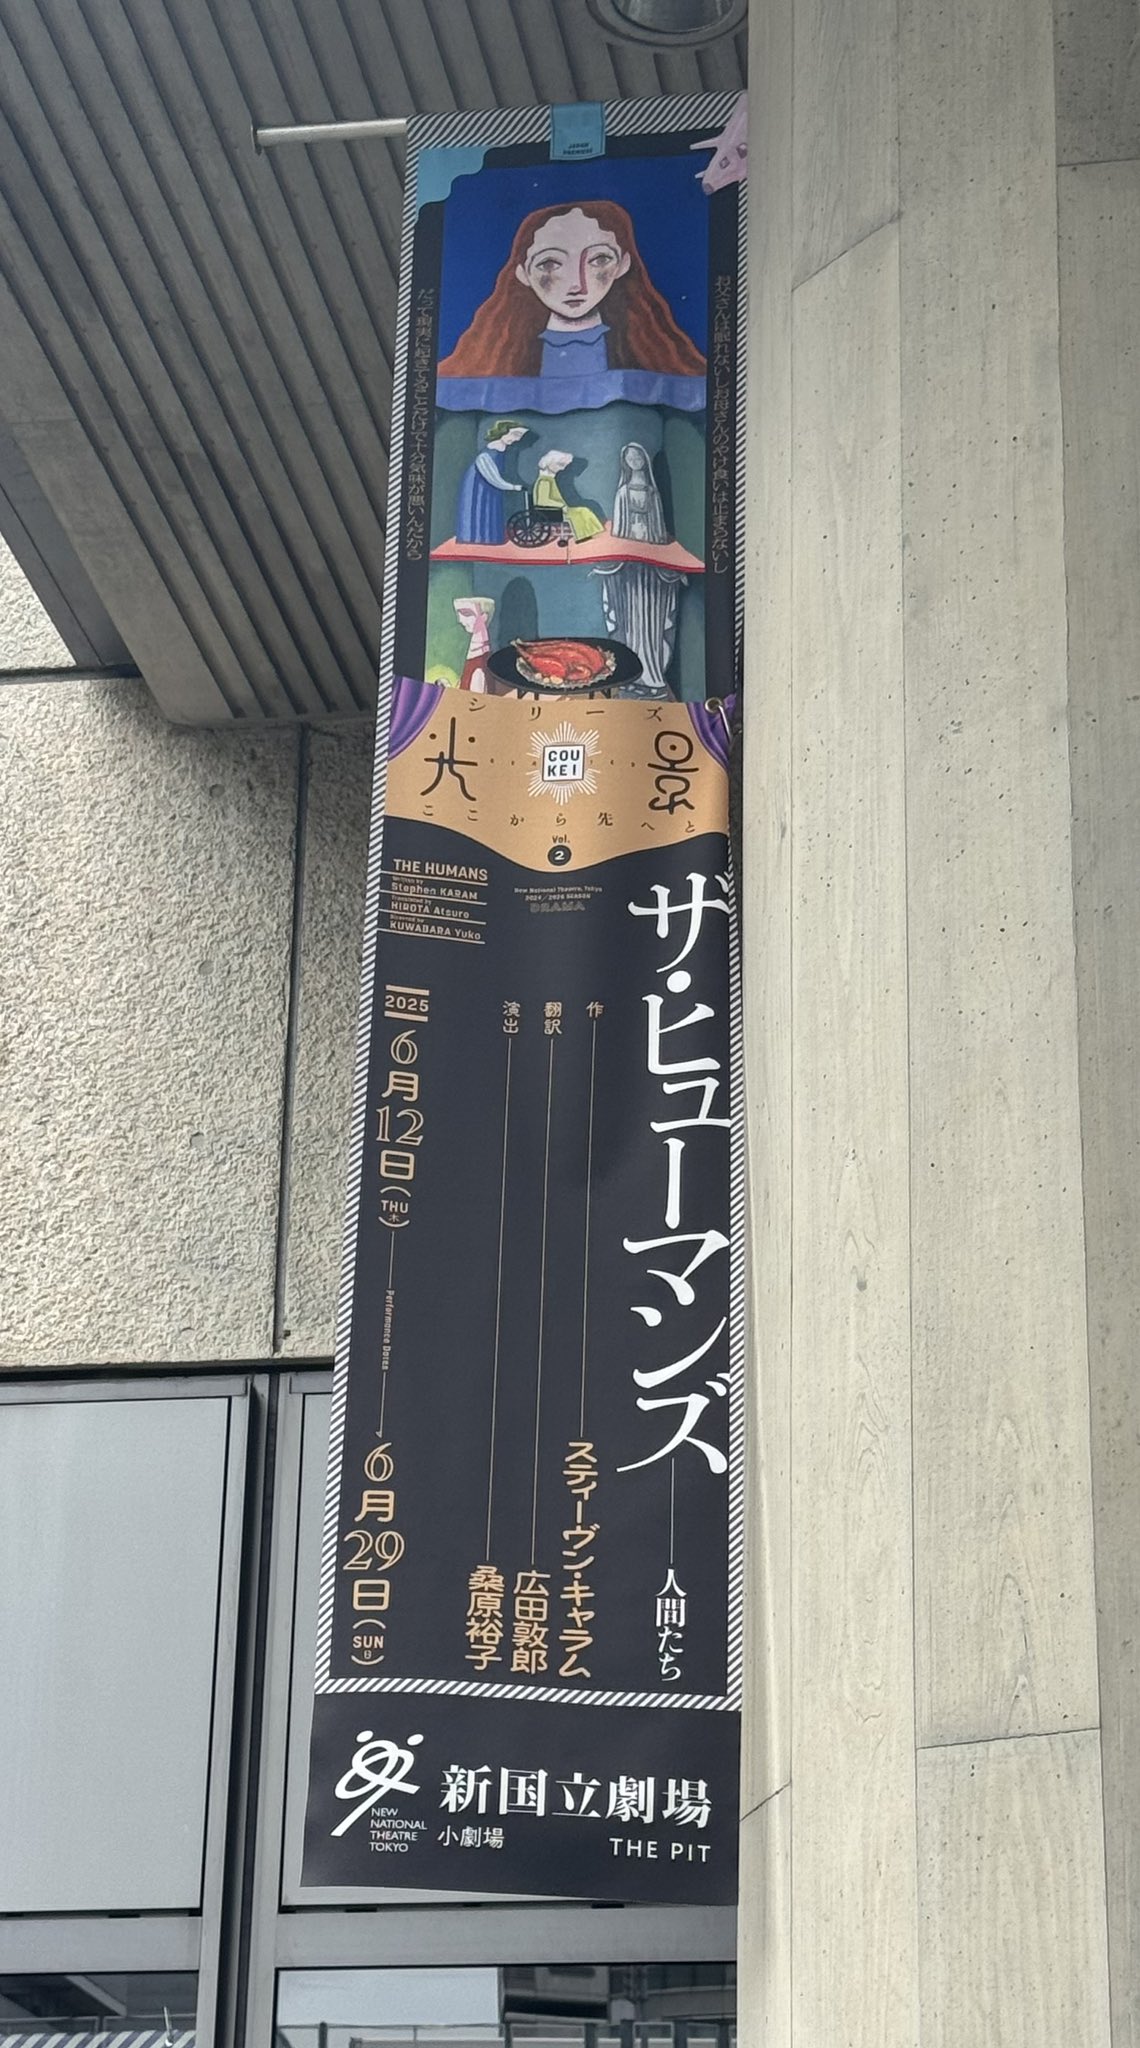 JAPAN
PREMIERE
お父さんは眠れないしお母さんのやけ食いは止まらないし
だって現実に起きてることだけで十分気味が悪いんだから
シリーズ
光景
COU
KEI
ここから先へと
Vol.
2
THE HUMANS
Written by
Stephen KARAM
Translated by
HIROTA Atsuro
Directed by
KUWABARA Yuko
New National Theatre, Tokyo
2024/2025 SEASON
DRAMA
ザ・ヒューマンズ
人間たち
作
スティーヴン・キャラム
翻訳
広田敦郎
演出
桑原裕子
2025
6月12日(THU 木)
Performance Dates
6月29日(SUN 日)
NEW
NATIONAL
THEATRE
TOKYO
新国立劇場
小劇場 THE PIT